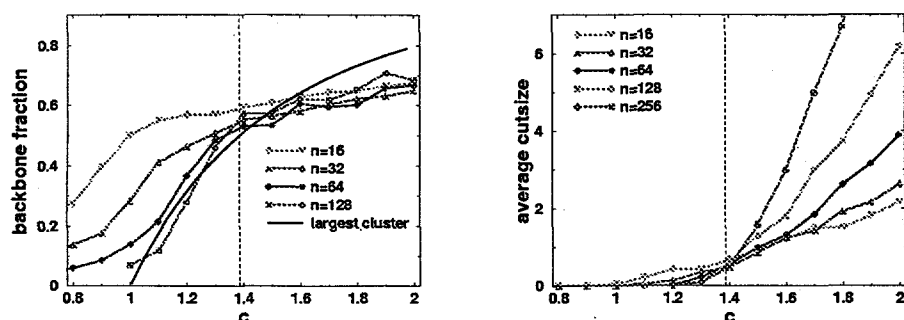 backbone fraction
0.8
0.6
0.4
0.2
0
0.8
1
1.2
1.4
1.6
1.8
2
c
n=16
n=32
n=64
n=128
largest cluster
average cutsize
6
4
2
0
0.8
1
1.2
1.4
1.6
1.8
2
c
n=16
n=32
n=64
n=128
n=256